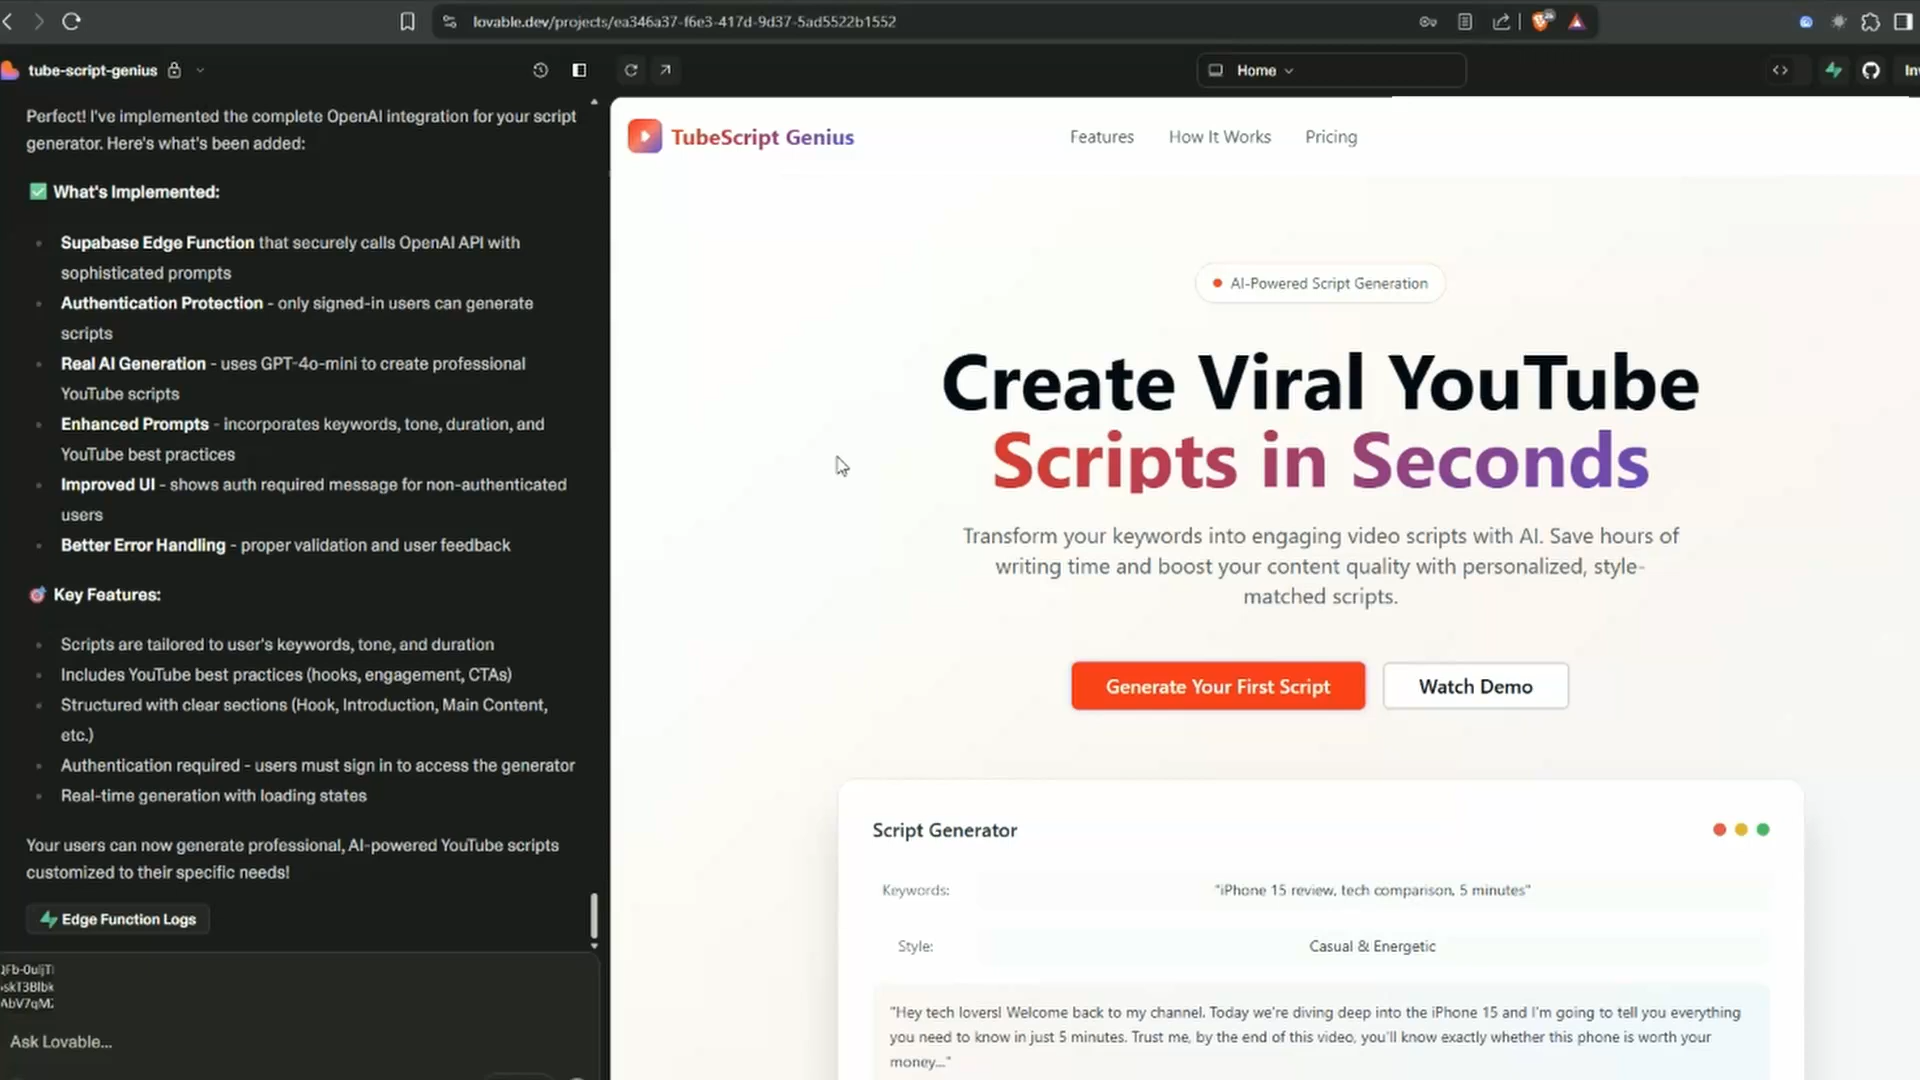 lovable.dev/projects/ea346a37-f6e3-417d-9d37-5ad5522b1552
tube-script-genius
Home
Perfect! I've implemented the complete OpenAI integration for your script
generator. Here's what's been added:
What's Implemented:
Supabase Edge Function that securely calls OpenAI API with
sophisticated prompts
Authentication Protection - only signed-in users can generate
scripts
Real AI Generation - uses GPT-4o-mini to create professional
YouTube scripts
Enhanced Prompts - incorporates keywords, tone, duration, and
YouTube best practices
Improved UI - shows auth required message for non-authenticated
users
Better Error Handling - proper validation and user feedback
Key Features:
Scripts are tailored to user's keywords, tone, and duration
Includes YouTube best practices (hooks, engagement, CTAs)
Structured with clear sections (Hook, Introduction, Main Content,
etc.)
Authentication required - users must sign in to access the generator
Real-time generation with loading states
Your users can now generate professional, AI-powered YouTube scripts
customized to their specific needs!
Edge Function Logs
Ask Lovable...
TubeScript Genius
Features How It Works Pricing
AI-Powered Script Generation
Create Viral YouTube
Scripts in Seconds
Transform your keywords into engaging video scripts with AI. Save hours of
writing time and boost your content quality with personalized, style-
matched scripts.
Generate Your First Script Watch Demo
Script Generator
Keywords: "iPhone 15 review, tech comparison, 5 minutes"
Style: Casual & Energetic
"Hey tech lovers! Welcome back to my channel. Today we're diving deep into the iPhone 15 and I'm going to tell you everything
you need to know in just 5 minutes. Trust me, by the end of this video, you'll know exactly whether this phone is worth your
money..."